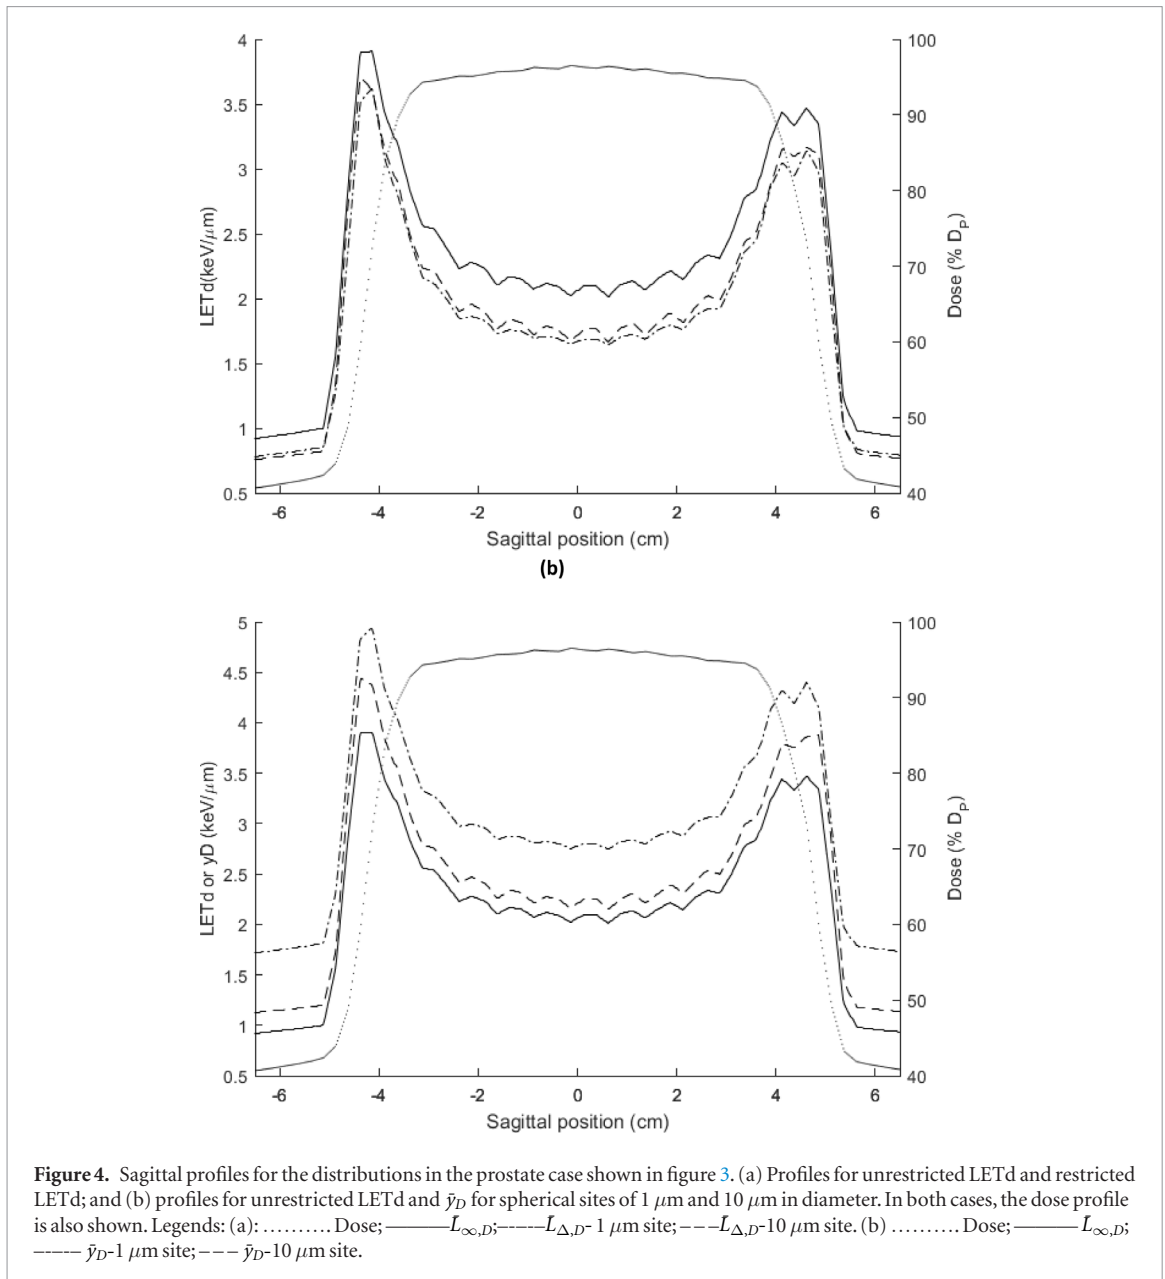 4
3.5
3
2.5
2
1.5
1
0.5
LETd(keV/μm)
100
90
80
70
60
50
40
Dose (% D_P)
-6 -4 -2 0 2 4 6
Sagittal position (cm)
(b)
5
4.5
4
3.5
3
2.5
2
1.5
1
0.5
LETd or yD (keV/μm)
100
90
80
70
60
50
40
Dose (% D_P)
-6 -4 -2 0 2 4 6
Sagittal position (cm)
Figure 4. Sagittal profiles for the distributions in the prostate case shown in figure 3. (a) Profiles for unrestricted LETd and restricted
LETd; and (b) profiles for unrestricted LETd and ȳ_D for spherical sites of 1 μm and 10 μm in diameter. In both cases, the dose profile
is also shown. Legends: (a): .......... Dose; ———L̄_∞,D;-·-·-·L̄_Δ,D- 1 μm site; – – –L̄_Δ,D-10 μm site. (b) .......... Dose; ——— L̄_∞,D;
-·-·- ȳ_D-1 μm site; – – – ȳ_D-10 μm site.